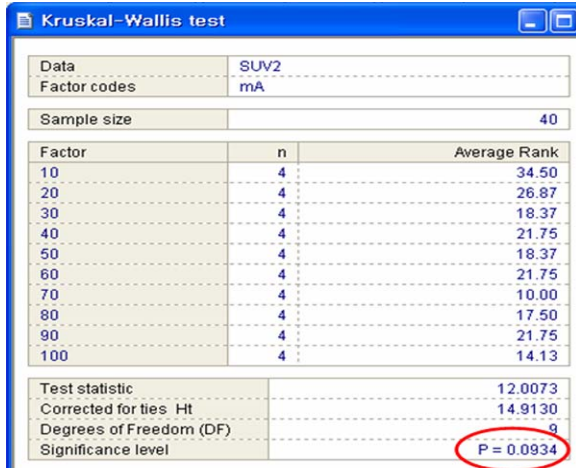 Kruskal-Wallis test
Data SUV2
Factor codes mA
Sample size 40
Factor n Average Rank
10 4 34.50
20 4 26.87
30 4 18.37
40 4 21.75
50 4 18.37
60 4 21.75
70 4 10.00
80 4 17.50
90 4 21.75
100 4 14.13
Test statistic 12.0073
Corrected for ties Ht 14.9130
Degrees of Freedom (DF) 9
Significance level P = 0.0934